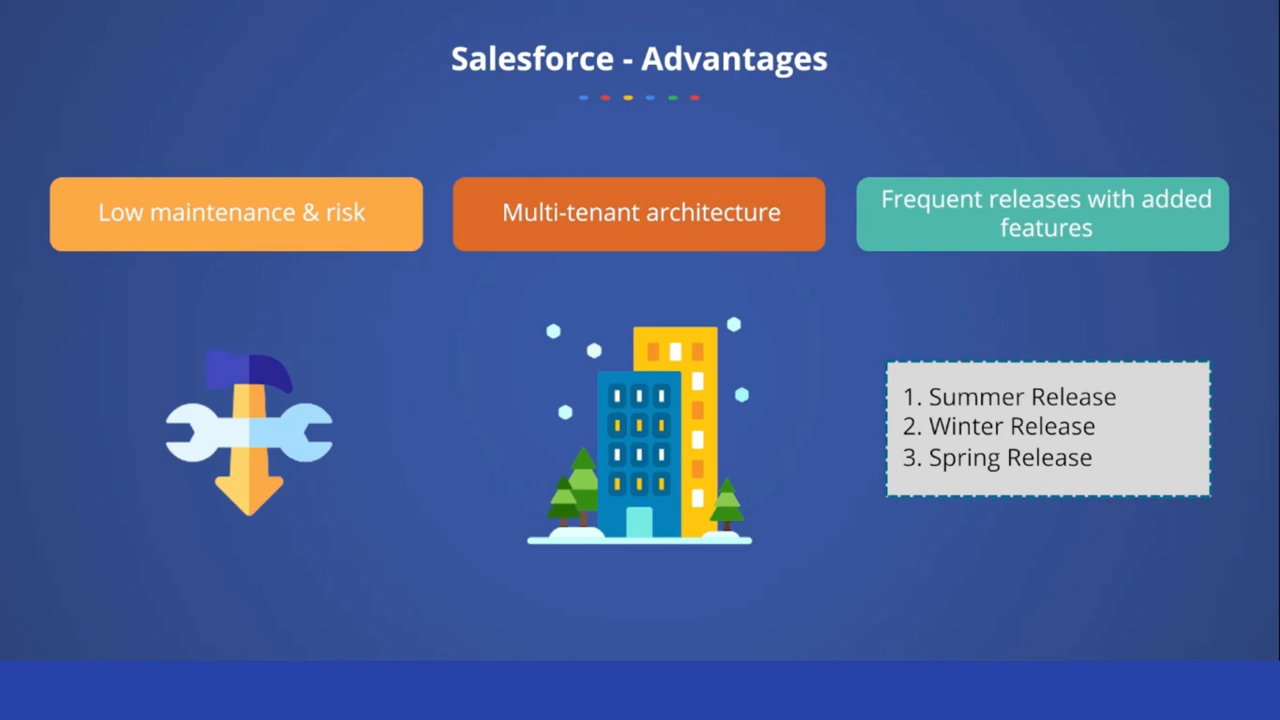 Salesforce - Advantages
Low maintenance & risk
Multi-tenant architecture
Frequent releases with added
features
1. Summer Release
2. Winter Release
3. Spring Release